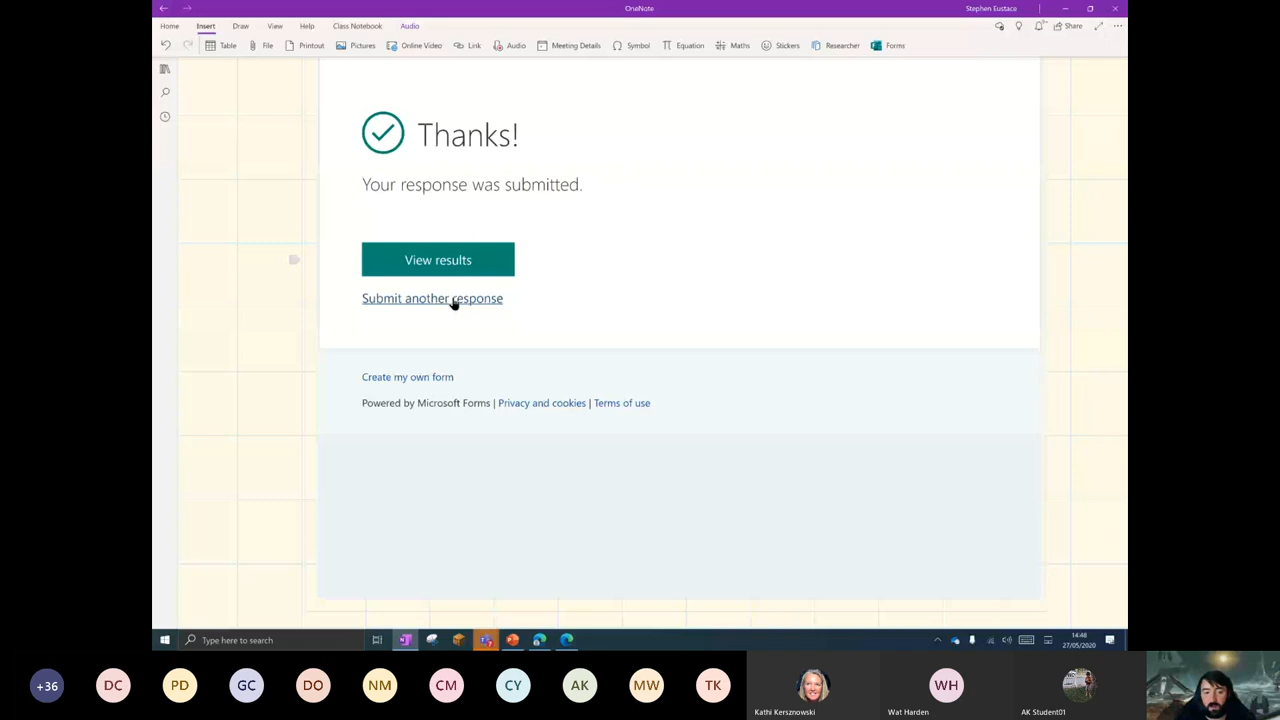 OneNote
Stephen Eustace
Home Insert Draw View Help Class Notebook Audio
Share
Table File Printout Pictures Online Video Link Audio Meeting Details Symbol Equation Maths Stickers Researcher Forms
Thanks!
Your response was submitted.
View results
Submit another response
Create my own form
Powered by Microsoft Forms | Privacy and cookies | Terms of use
Type here to search
14:48
27/05/2020
+36 DC PD GC DO NM CM CY AK MW TK WH
Kathi Kersznowski Wat Harden AK Student01